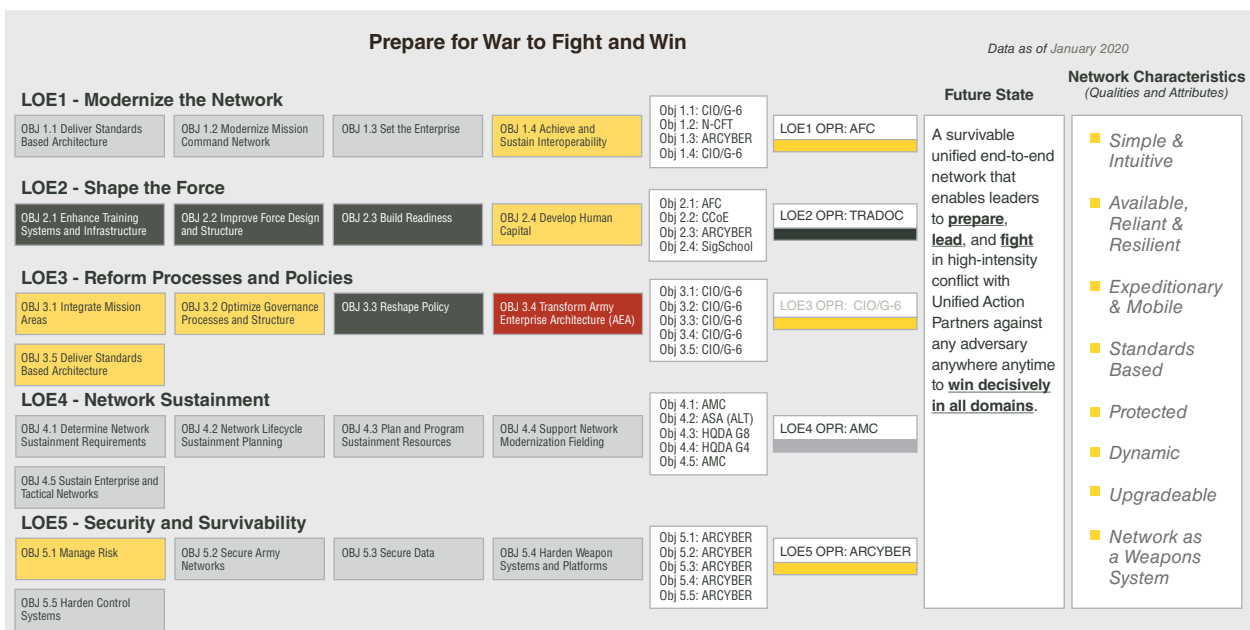 Prepare for War to Fight and Win
Data as of January 2020
LOE1 - Modernize the Network
OBJ 1.1 Deliver Standards
Based Architecture
OBJ 1.2 Modernize Mission
Command Network
OBJ 1.3 Set the Enterprise
OBJ 1.4 Achieve and
Sustain Interoperability
Obj 1.1: CIO/G-6
Obj 1.2: N-CFT
Obj 1.3: ARCYBER
Obj 1.4: CIO/G-6
LOE1 OPR: AFC
LOE2 - Shape the Force
OBJ 2.1 Enhance Training
Systems and Infrastructure
OBJ 2.2 Improve Force Design
and Structure
OBJ 2.3 Build Readiness
OBJ 2.4 Develop Human
Capital
Obj 2.1: AFC
Obj 2.2: CCoE
Obj 2.3: ARCYBER
Obj 2.4: SigSchool
LOE2 OPR: TRADOC
LOE3 - Reform Processes and Policies
OBJ 3.1 Integrate Mission
Areas
OBJ 3.2 Optimize Governance
Processes and Structure
OBJ 3.3 Reshape Policy
OBJ 3.4 Transform Army
Enterprise Architecture (AEA)
OBJ 3.5 Deliver Standards
Based Architecture
Obj 3.1: CIO/G-6
Obj 3.2: CIO/G-6
Obj 3.3: CIO/G-6
Obj 3.4: CIO/G-6
Obj 3.5: CIO/G-6
LOE3 OPR: CIO/G-6
LOE4 - Network Sustainment
OBJ 4.1 Determine Network
Sustainment Requirements
OBJ 4.2 Network Lifecycle
Sustainment Planning
OBJ 4.3 Plan and Program
Sustainment Resources
OBJ 4.4 Support Network
Modernization Fielding
OBJ 4.5 Sustain Enterprise and
Tactical Networks
Obj 4.1: AMC
Obj 4.2: ASA (ALT)
Obj 4.3: HQDA G8
Obj 4.4: HQDA G4
Obj 4.5: AMC
LOE4 OPR: AMC
LOE5 - Security and Survivability
OBJ 5.1 Manage Risk
OBJ 5.2 Secure Army
Networks
OBJ 5.3 Secure Data
OBJ 5.4 Harden Weapon
Systems and Platforms
OBJ 5.5 Harden Control
Systems
Obj 5.1: ARCYBER
Obj 5.2: ARCYBER
Obj 5.3: ARCYBER
Obj 5.4: ARCYBER
Obj 5.5: ARCYBER
LOE5 OPR: ARCYBER
Future State
A survivable
unified end-to-end
network that
enables leaders
to prepare,
lead, and fight
in high-intensity
conflict with
Unified Action
Partners against
any adversary
anywhere anytime
to win decisively
in all domains.
Network Characteristics
(Qualities and Attributes)
Simple &
Intuitive
Available,
Reliant &
Resilient
Expeditionary
& Mobile
Standards
Based
Protected
Dynamic
Upgradeable
Network as
a Weapons
System